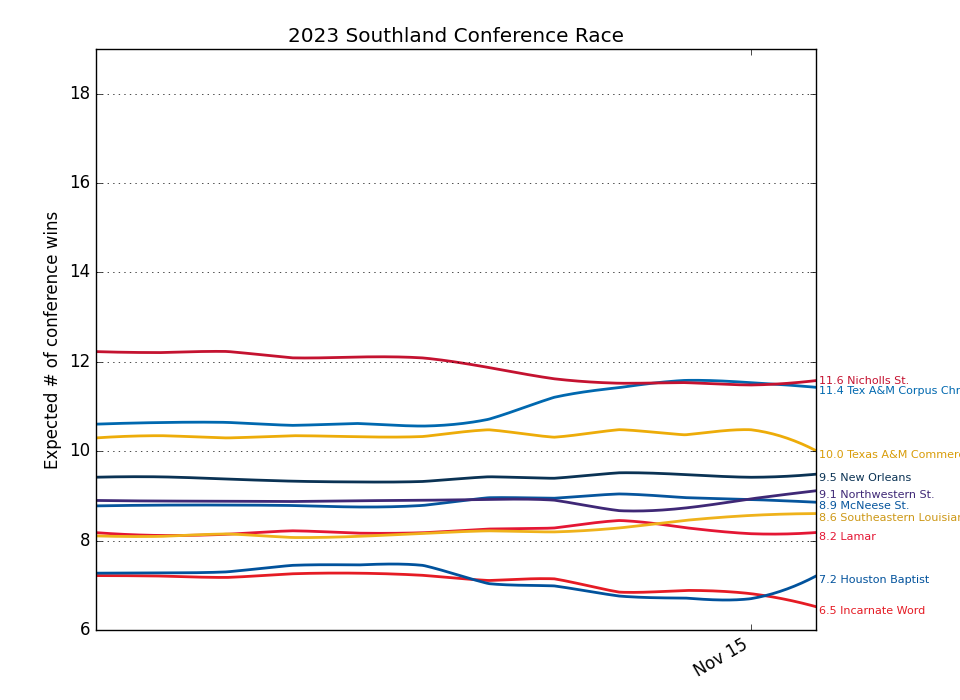 2023 Southland Conference Race
Expected # of conference wins
18
16
14
12
10
8
6
Nov 15
11.6 Nicholls St.
11.4 Tex A&M Corpus Chr
10.0 Texas A&M Commer
9.5 New Orleans
9.1 Northwestern St.
8.9 McNeese St.
8.6 Southeastern Louisian
8.2 Lamar
7.2 Houston Baptist
6.5 Incarnate Word